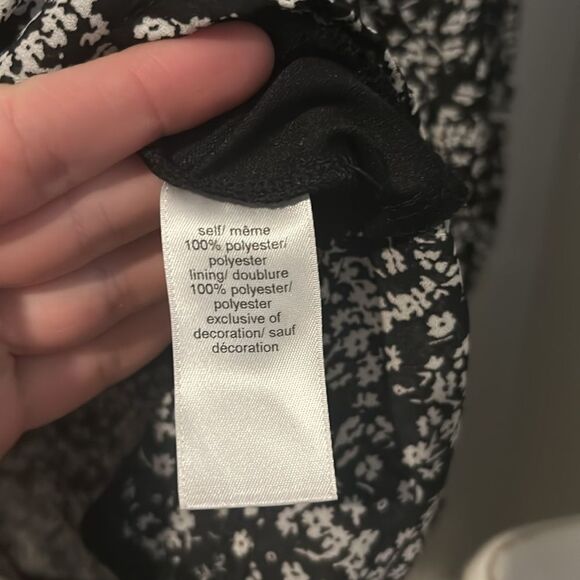 self/ même
100% polyester/
polyester
lining/ doublure
100% polyester/
polyester
exclusive of
decoration/ sauf
décoration